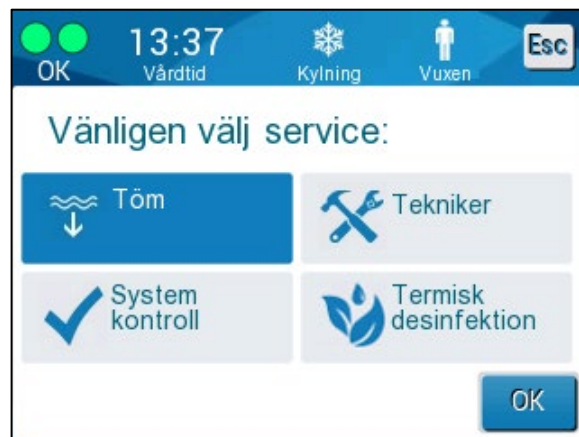 13:37
Esc
OK Vårdtid Kylning Vuxen
Vänligen välj service:
Töm
Tekniker
System
kontroll
Termisk
desinfektion
OK